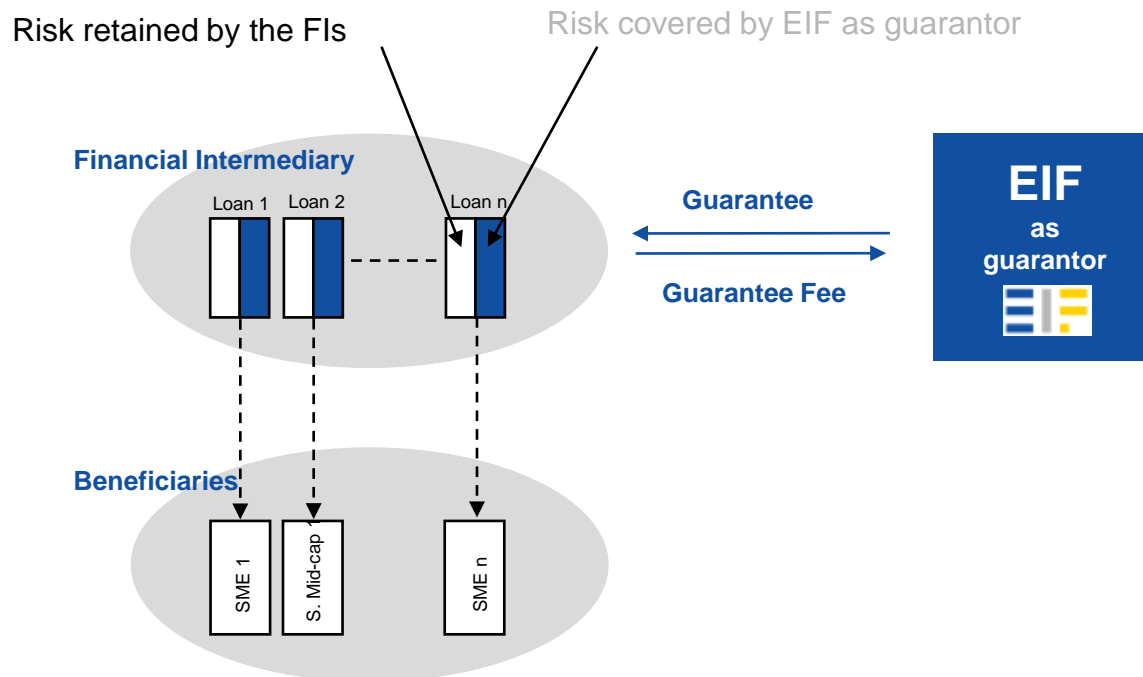 Risk retained by the FIs
Risk covered by EIF as guarantor
Financial Intermediary
Loan 1
Loan 2
Loan n
Guarantee
Guarantee Fee
EIF
as
guarantor
EIF
Beneficiaries
SME 1
S. Mid-cap 1
SME n